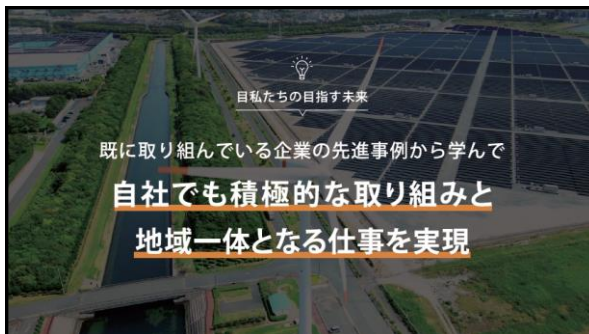 目私たちの目指す未来
既に取り組んでいる企業の先進事例から学んで
自社でも積極的な取り組みと
地域一体となる仕事を実現